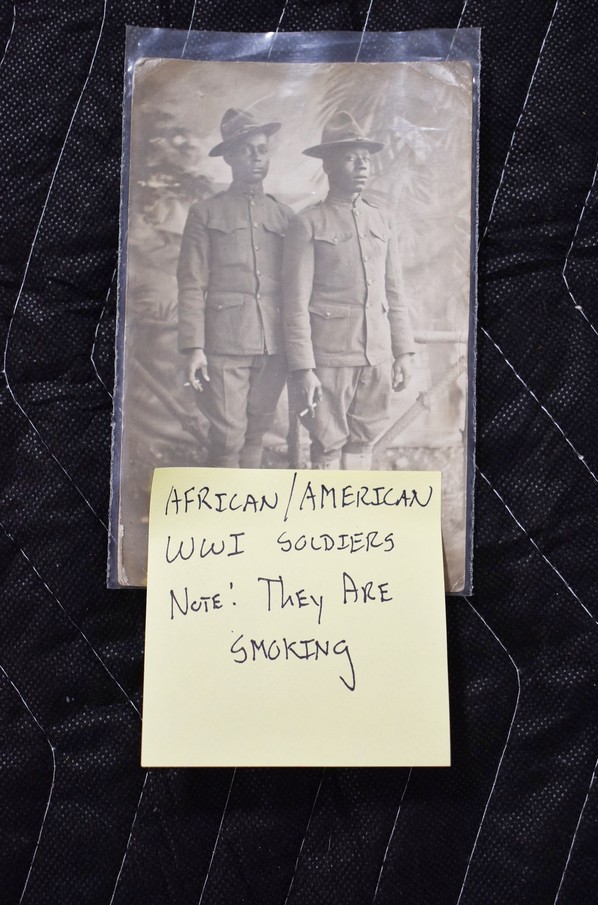 AFRICAN/AMERICAN
WWI SOLDIERS
NOTE: THEY ARE
SMOKING